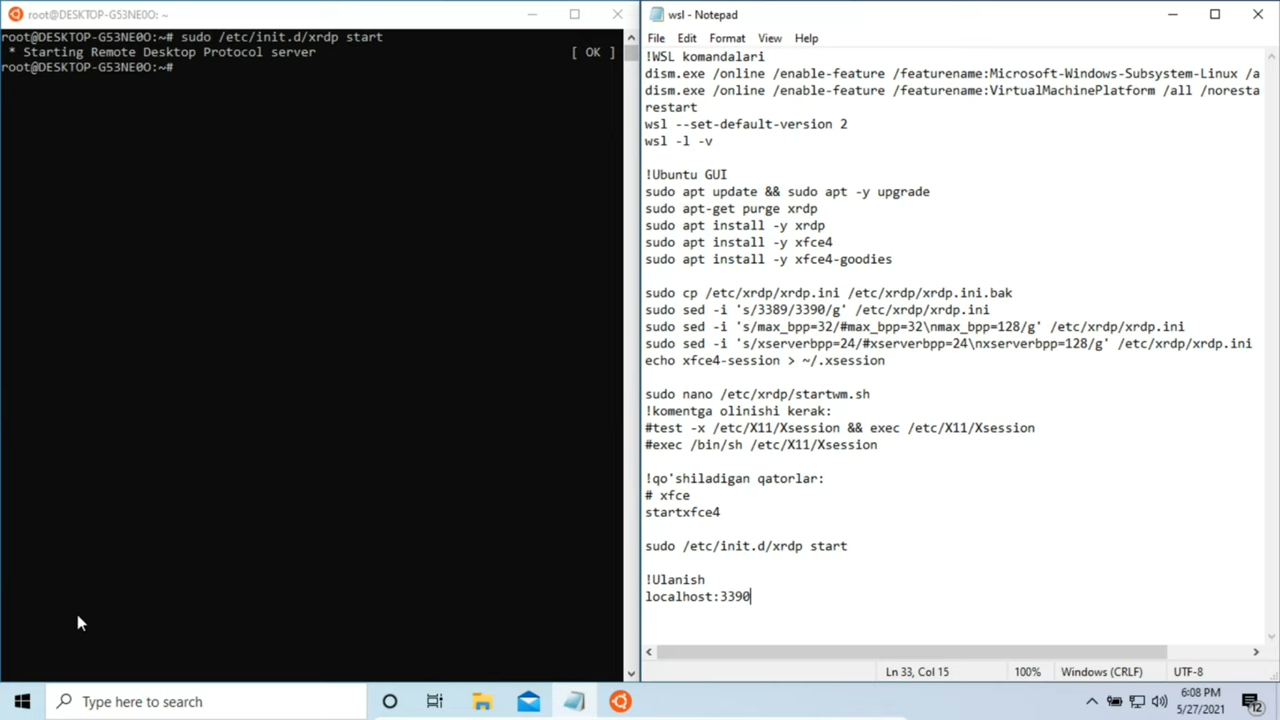 root@DESKTOP-G53NE0O: ~
root@DESKTOP-G53NE0O:~# sudo /etc/init.d/xrdp start
* Starting Remote Desktop Protocol server [ OK ]
root@DESKTOP-G53NE0O:~#
wsl - Notepad
File Edit Format View Help
!WSL komandalari
dism.exe /online /enable-feature /featurename:Microsoft-Windows-Subsystem-Linux /a
dism.exe /online /enable-feature /featurename:VirtualMachinePlatform /all /noresta
restart
wsl --set-default-version 2
wsl -l -v
!Ubuntu GUI
sudo apt update && sudo apt -y upgrade
sudo apt-get purge xrdp
sudo apt install -y xrdp
sudo apt install -y xfce4
sudo apt install -y xfce4-goodies
sudo cp /etc/xrdp/xrdp.ini /etc/xrdp/xrdp.ini.bak
sudo sed -i 's/3389/3390/g' /etc/xrdp/xrdp.ini
sudo sed -i 's/max_bpp=32/#max_bpp=32\nmax_bpp=128/g' /etc/xrdp/xrdp.ini
sudo sed -i 's/xserverbpp=24/#xserverbpp=24\nxserverbpp=128/g' /etc/xrdp/xrdp.ini
echo xfce4-session > ~/.xsession
sudo nano /etc/xrdp/startwm.sh
!komentga olinishi kerak:
#test -x /etc/X11/Xsession && exec /etc/X11/Xsession
#exec /bin/sh /etc/X11/Xsession
!qo'shiladigan qatorlar:
# xfce
startxfce4
sudo /etc/init.d/xrdp start
!Ulanish
localhost:3390
Ln 33, Col 15 100% Windows (CRLF) UTF-8
Type here to search
6:08 PM
5/27/2021
12